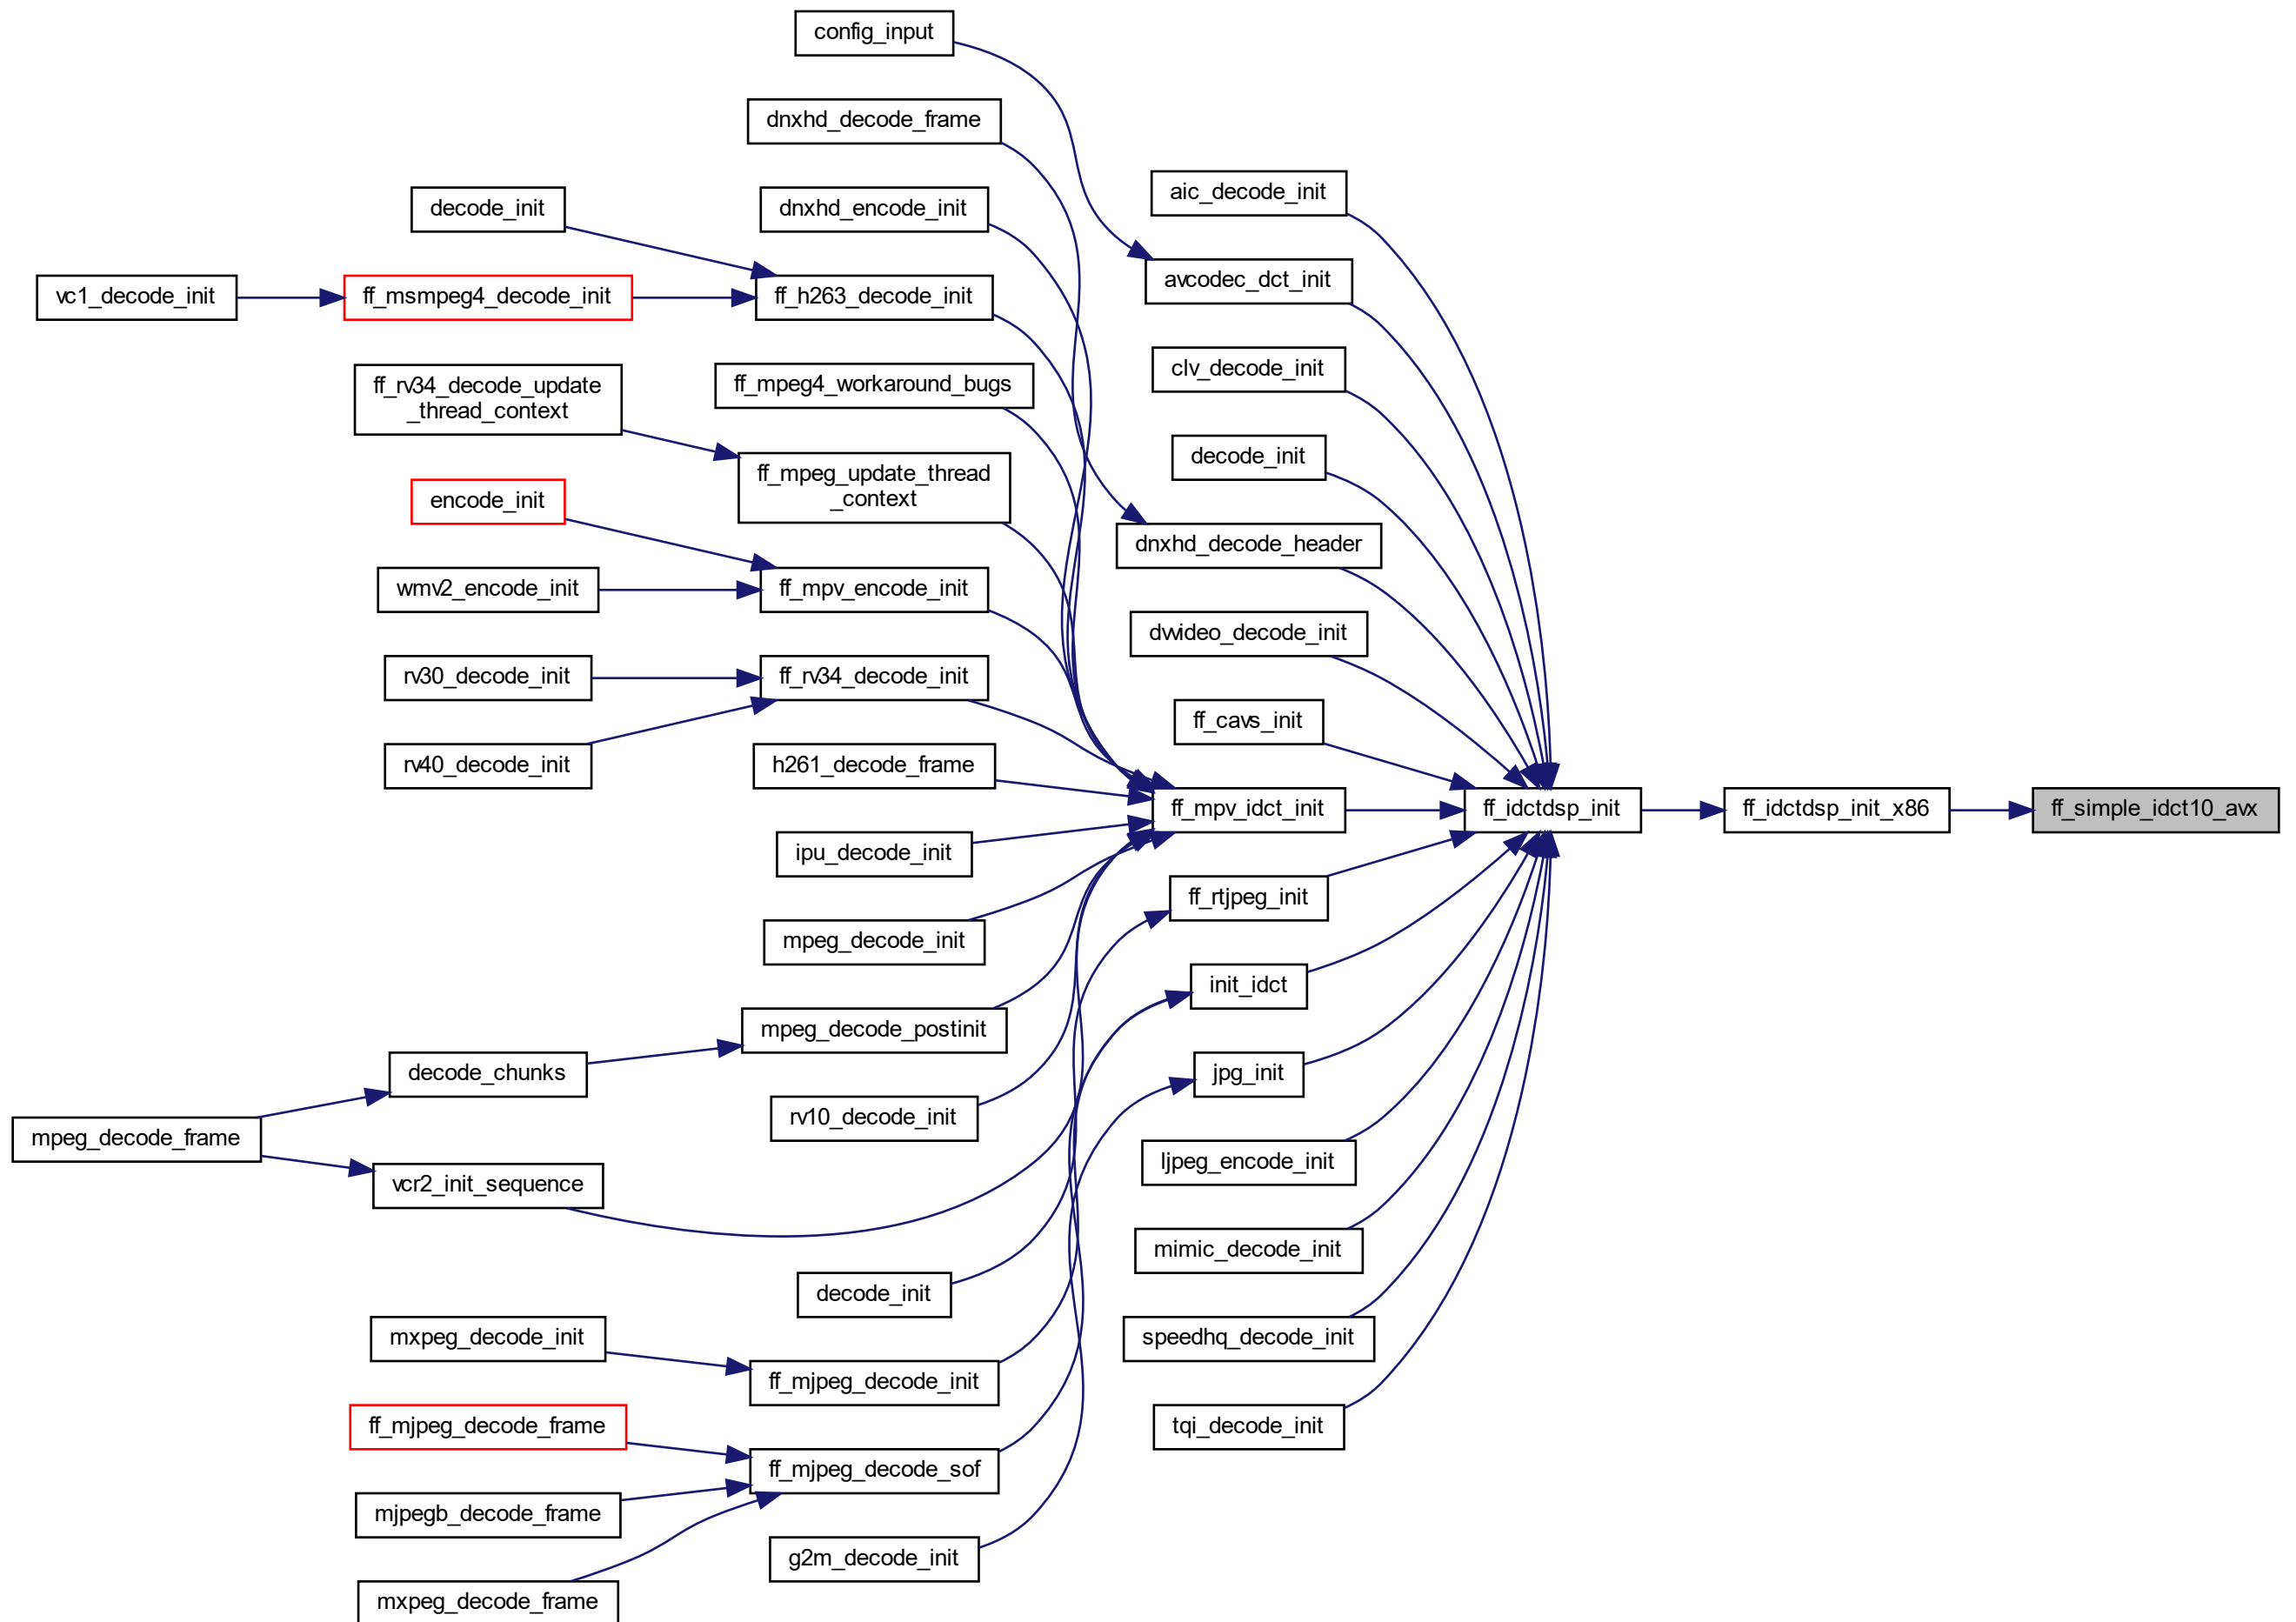 config_input
dnxhd_decode_frame
aic_decode_init
decode_init
dnxhd_encode_init
avcodec_dct_init
vc1_decode_init
ff_msmpeg4_decode_init
ff_h263_decode_init
clv_decode_init
ff_rv34_decode_update
_thread_context
ff_mpeg4_workaround_bugs
decode_init
ff_mpeg_update_thread
_context
encode_init
dnxhd_decode_header
wmv2_encode_init
ff_mpv_encode_init
dwideo_decode_init
rv30_decode_init
ff_rv34_decode_init
ff_cavs_init
rv40_decode_init
h261_decode_frame
ff_mpv_idct_init
ff_idctdsp_init
ff_idctdsp_init_x86
ff_simple_idct10_avx
ipu_decode_init
ff_rtjpeg_init
mpeg_decode_init
init_idct
mpeg_decode_postinit
decode_chunks
jpg_init
rv10_decode_init
mpeg_decode_frame
ljpeg_encode_init
vcr2_init_sequence
mimic_decode_init
decode_init
mxpeg_decode_init
speedhq_decode_init
ff_mjpeg_decode_init
ff_mjpeg_decode_frame
tqi_decode_init
ff_mjpeg_decode_sof
mjpegb_decode_frame
g2m_decode_init
mxpeg_decode_frame